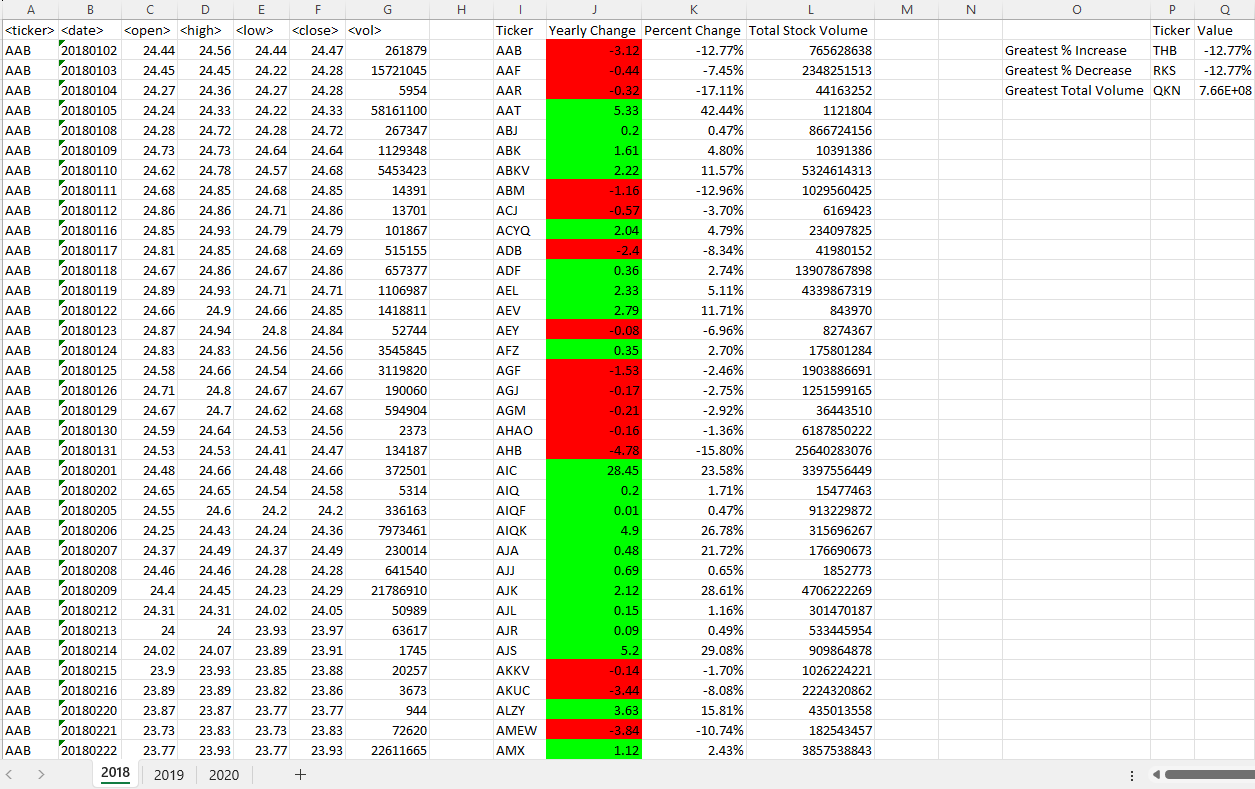 A B C D E F G H I J K L M N O P Q
<ticker> <date> <open> <high> <low> <close> <vol> Ticker Yearly Change Percent Change Total Stock Volume Ticker Value
AAB 20180102 24.44 24.56 24.44 24.47 261879 AAB -3.12 -12.77% 765628638 Greatest % Increase THB -12.77%
AAB 20180103 24.45 24.45 24.22 24.28 15721045 AAF -0.44 -7.45% 2348251513 Greatest % Decrease RKS -12.77%
AAB 20180104 24.27 24.36 24.27 24.28 5954 AAR -0.32 -17.11% 44163252 Greatest Total Volume QKN 7.66E+08
AAB 20180105 24.24 24.33 24.22 24.33 58161100 AAT 5.33 42.44% 1121804
AAB 20180108 24.28 24.72 24.28 24.72 267347 ABJ 0.2 0.47% 866724156
AAB 20180109 24.73 24.73 24.64 24.64 1129348 ABK 1.61 4.80% 10391386
AAB 20180110 24.62 24.78 24.57 24.68 5453423 ABKV 2.22 11.57% 5324614313
AAB 20180111 24.68 24.85 24.68 24.85 14391 ABM -1.16 -12.96% 1029560425
AAB 20180112 24.86 24.86 24.71 24.86 13701 ACJ -0.57 -3.70% 6169423
AAB 20180116 24.85 24.93 24.79 24.79 101867 ACYQ 2.04 4.79% 234097825
AAB 20180117 24.81 24.85 24.68 24.69 515155 ADB -2.4 -8.34% 41980152
AAB 20180118 24.67 24.86 24.67 24.86 657377 ADF 0.36 2.74% 13907867898
AAB 20180119 24.89 24.93 24.71 24.71 1106987 AEL 2.33 5.11% 4339867319
AAB 20180122 24.66 24.9 24.66 24.85 1418811 AEV 2.79 11.71% 843970
AAB 20180123 24.87 24.94 24.8 24.84 52744 AEY -0.08 -6.96% 8274367
AAB 20180124 24.83 24.83 24.56 24.56 3545845 AFZ 0.35 2.70% 175801284
AAB 20180125 24.58 24.66 24.54 24.66 3119820 AGF -1.53 -2.46% 1903886691
AAB 20180126 24.71 24.8 24.67 24.67 190060 AGJ -0.17 -2.75% 1251599165
AAB 20180129 24.67 24.7 24.62 24.68 594904 AGM -0.21 -2.92% 36443510
AAB 20180130 24.59 24.64 24.53 24.56 2373 AHAO -0.16 -1.36% 6187850222
AAB 20180131 24.53 24.53 24.41 24.47 134187 AHB -4.78 -15.80% 25640283076
AAB 20180201 24.48 24.66 24.48 24.66 372501 AIC 28.45 23.58% 3397556449
AAB 20180202 24.65 24.65 24.54 24.58 5314 AIQ 0.2 1.71% 15477463
AAB 20180205 24.55 24.6 24.2 24.2 336163 AIQF 0.01 0.47% 913229872
AAB 20180206 24.25 24.43 24.24 24.36 7973461 AIQK 4.9 26.78% 315696267
AAB 20180207 24.37 24.49 24.37 24.49 230014 AJA 0.48 21.72% 176690673
AAB 20180208 24.46 24.46 24.28 24.28 641540 AJJ 0.69 0.65% 1852773
AAB 20180209 24.4 24.45 24.23 24.29 21786910 AJK 2.12 28.61% 4706222269
AAB 20180212 24.31 24.31 24.02 24.05 50989 AJL 0.15 1.16% 301470187
AAB 20180213 24 24 23.93 23.97 63617 AJR 0.09 0.49% 533445954
AAB 20180214 24.02 24.07 23.89 23.91 1745 AJS 5.2 29.08% 909864878
AAB 20180215 23.9 23.93 23.85 23.88 20257 AKKV -0.14 -1.70% 1026224221
AAB 20180216 23.89 23.89 23.82 23.86 3673 AKUC -3.44 -8.08% 2224320862
AAB 20180220 23.87 23.87 23.77 23.77 944 ALZY 3.63 15.81% 435013558
AAB 20180221 23.73 23.83 23.73 23.83 72620 AMEW -3.84 -10.74% 182543457
AAB 20180222 23.77 23.93 23.77 23.93 22611665 AMX 1.12 2.43% 3857538843
2018 2019 2020